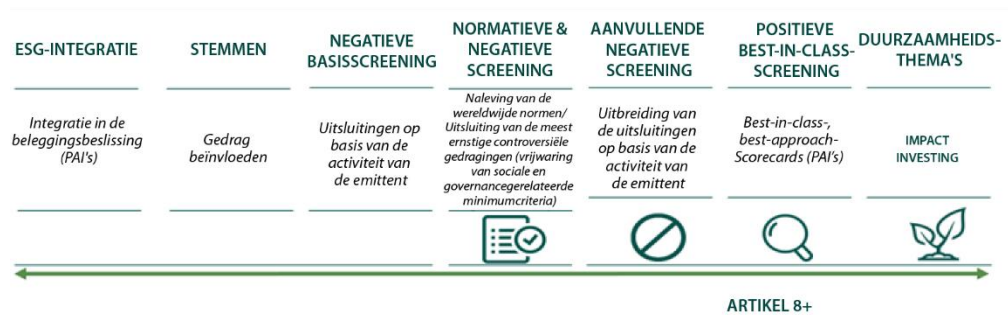 ESG-INTEGRATIE
STEMMEN
NEGATIEVE
BASISSCREENING
NORMATIEVE &
NEGATIEVE
SCREENING
AANVULLENDE
NEGATIEVE
SCREENING
POSITIEVE
BEST-IN-CLASS-
SCREENING
DUURZAAMHEIDS-
THEMA'S
Integratie in de
beleggingsbeslissing
(PAI's)
Gedrag
beïnvloeden
Uitsluitingen op
basis van de
activiteit van
de emittent
Naleving van de
wereldwijde normen/
Uitsluiting van de meest
ernstige controversiële
gedragingen (vrijwaring
van sociale en
governancegerelateerde
minimumcriteria)
Uitbreiding van
de uitsluitingen
op basis van de
activiteit van
de emittent
Best-in-class-,
best-approach-
Scorecards (PAI's)
IMPACT
INVESTING
ARTIKEL 8+